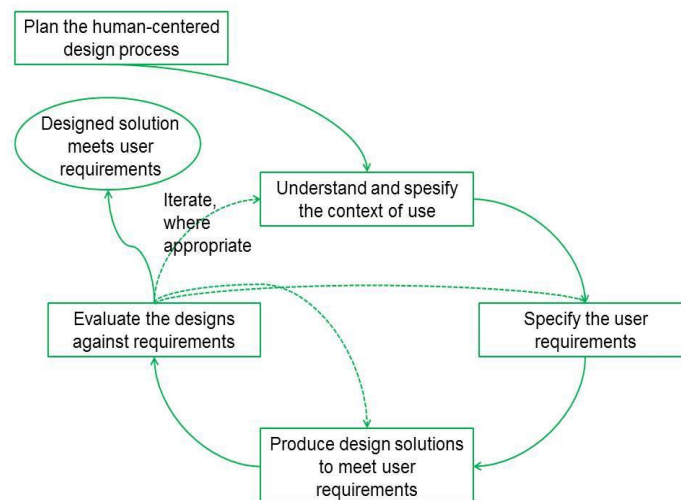 Plan the human-centered
design process
Designed solution
meets user
requirements
Understand and spesify
the context of use
Iterate,
where
appropriate
Evaluate the designs
against requirements
Specify the user
requirements
Produce design solutions
to meet user
requirements